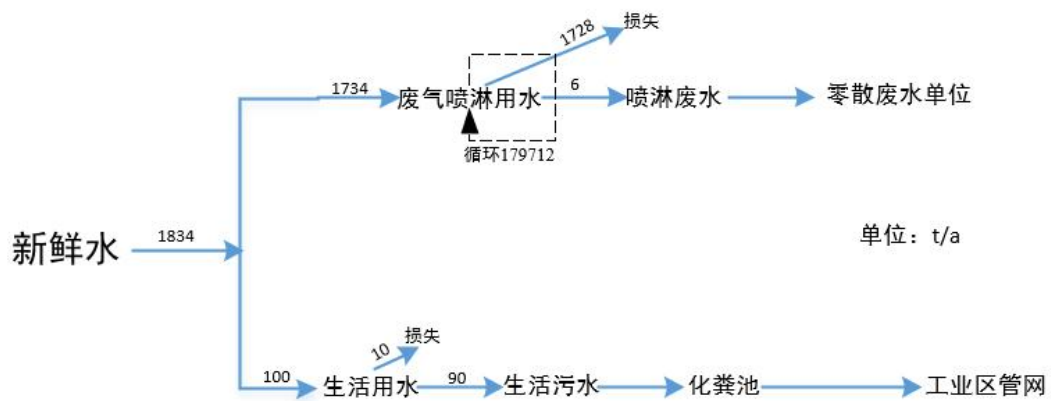 1728
损失
1734
废气喷淋用水
6
喷淋废水
零散废水单位
循环179712
新鲜水
1834
单位：t/a
10
损失
100
生活用水
90
生活污水
化粪池
工业区管网